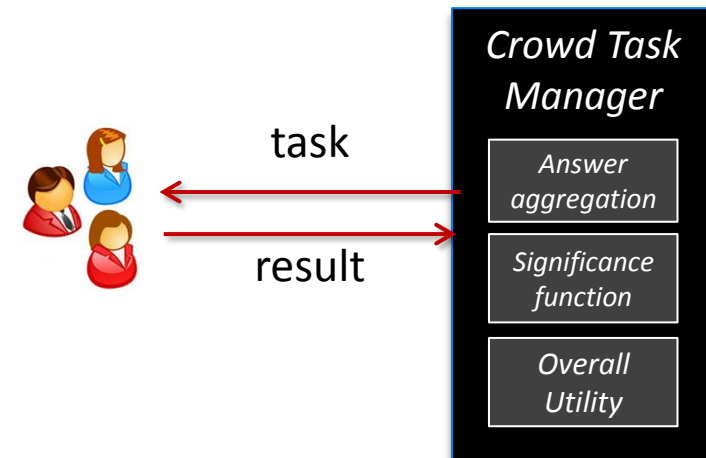 Crowd Task
Manager
task
Answer
aggregation
result
Significance
function
Overall
Utility